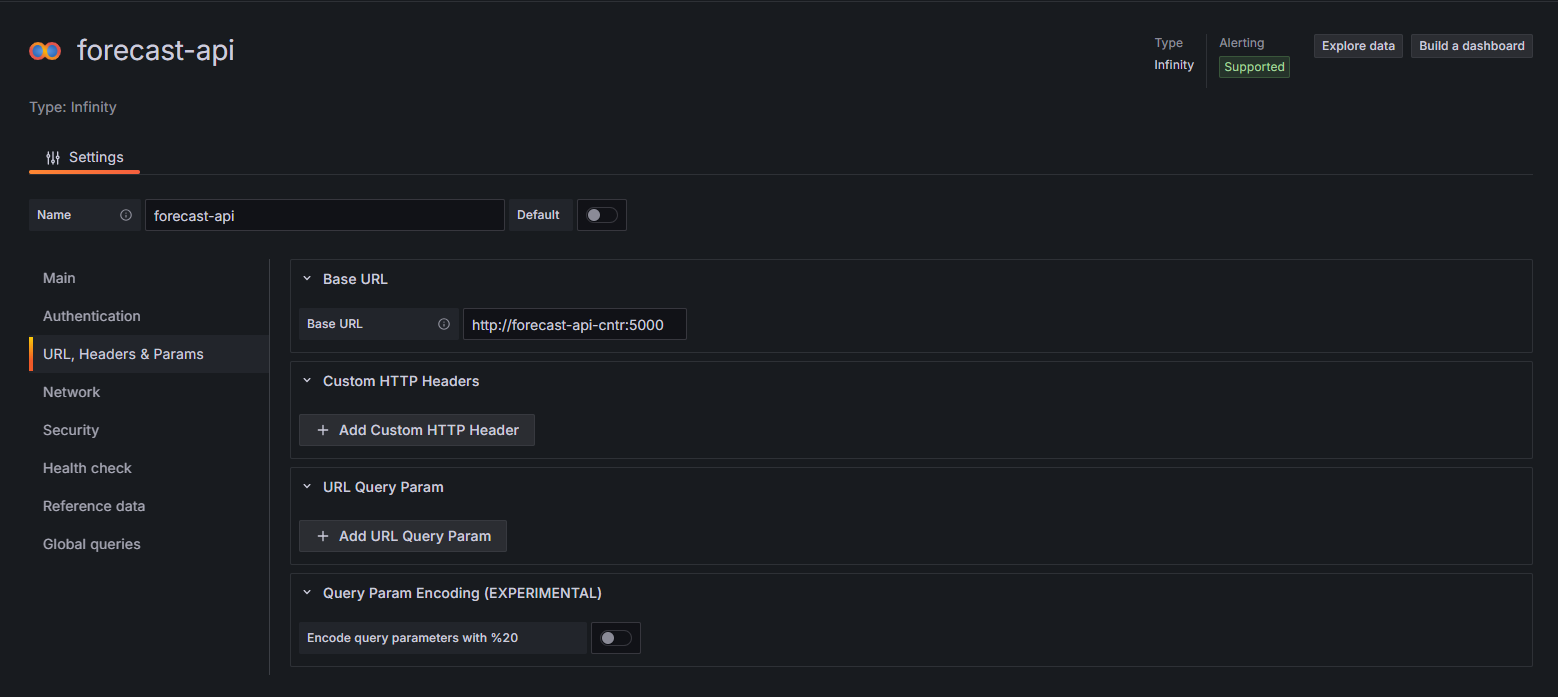 forecast-api
Type
Infinity
Alerting
Supported
Explore data
Build a dashboard
Type: Infinity
Settings
Name
forecast-api
Default
Main
Authentication
URL, Headers & Params
Network
Security
Health check
Reference data
Global queries
Base URL
Base URL
http://forecast-api-cntr:5000
Custom HTTP Headers
Add Custom HTTP Header
URL Query Param
Add URL Query Param
Query Param Encoding (EXPERIMENTAL)
Encode query parameters with %20